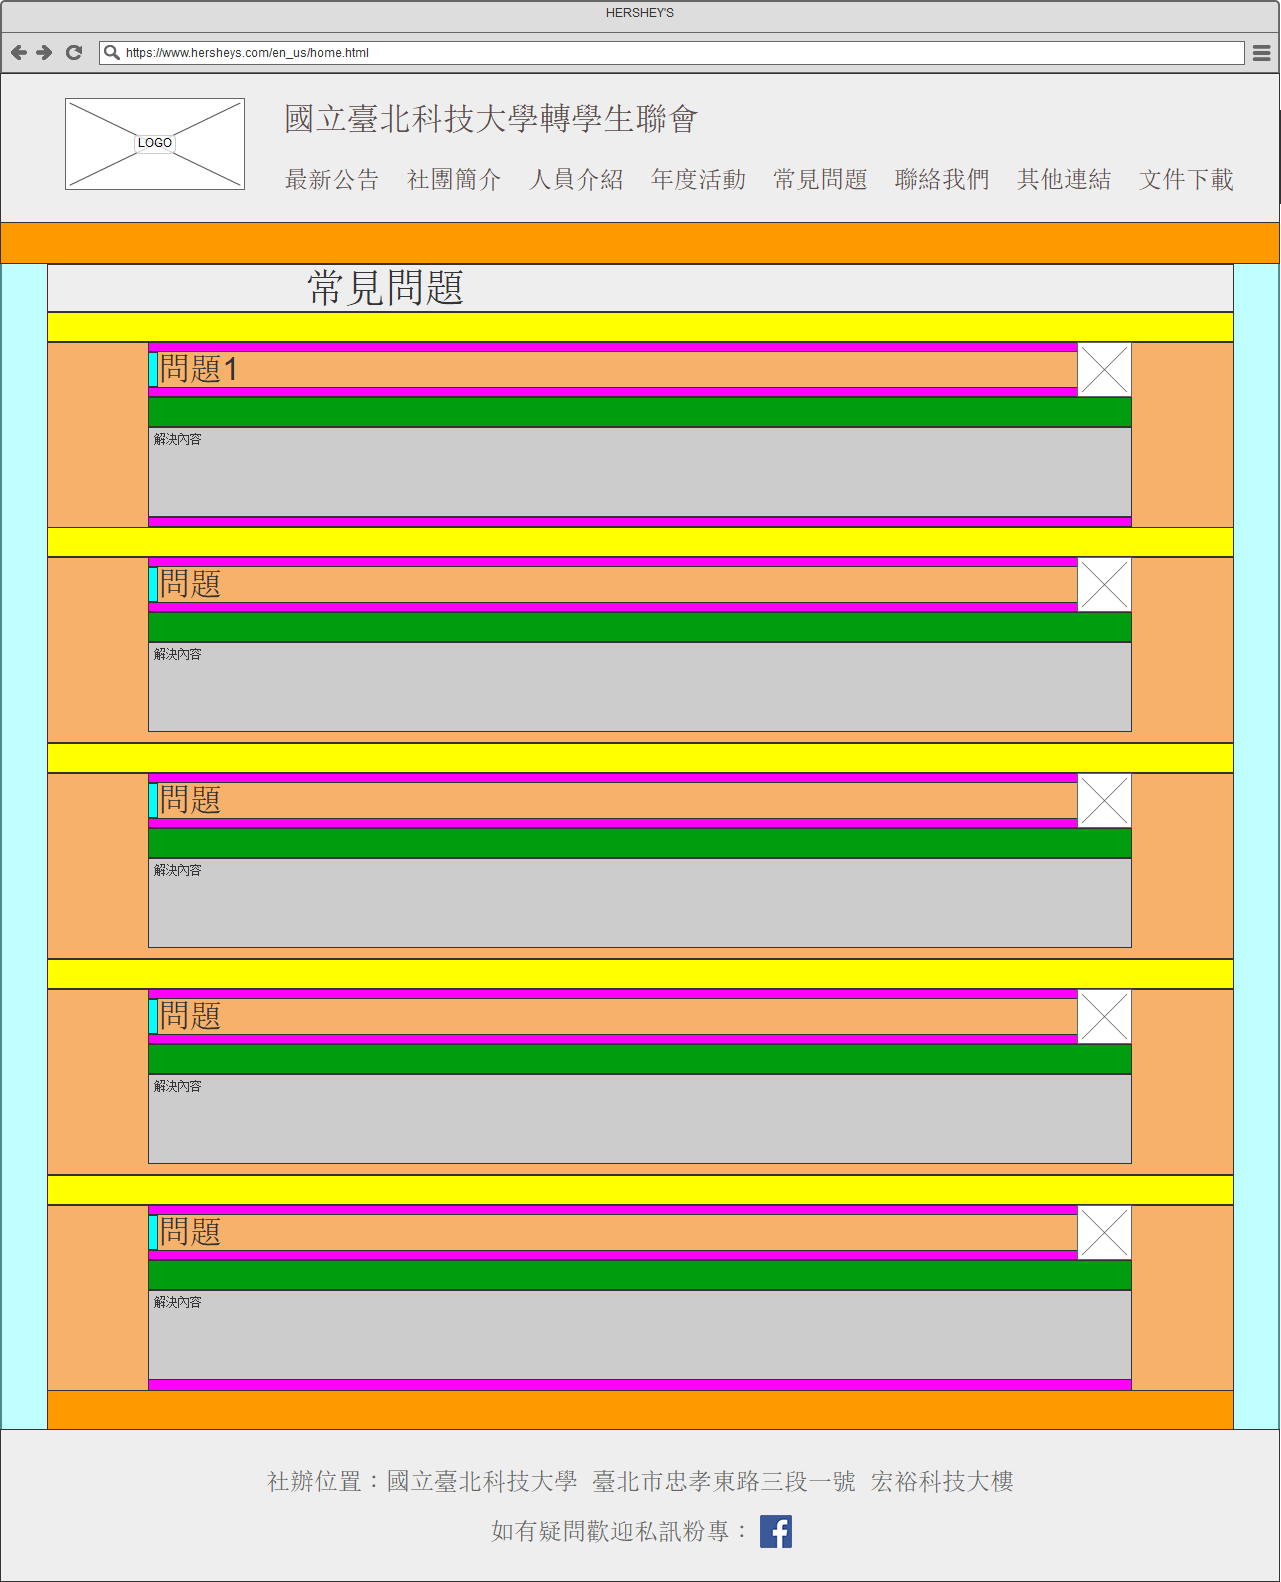 HERSHEY'S
https://www.hersheys.com/en_us/home.html
LOGO
國立臺北科技大學轉學生聯會
最新公告 社團簡介 人員介紹 年度活動 常見問題 聯絡我們 其他連結 文件下載
常見問題
問題1
解決內容
問題
解決內容
問題
解決內容
問題
解決內容
問題
解決內容
社辦位置：國立臺北科技大學 臺北市忠孝東路三段一號 宏裕科技大樓
如有疑問歡迎私訊粉專：